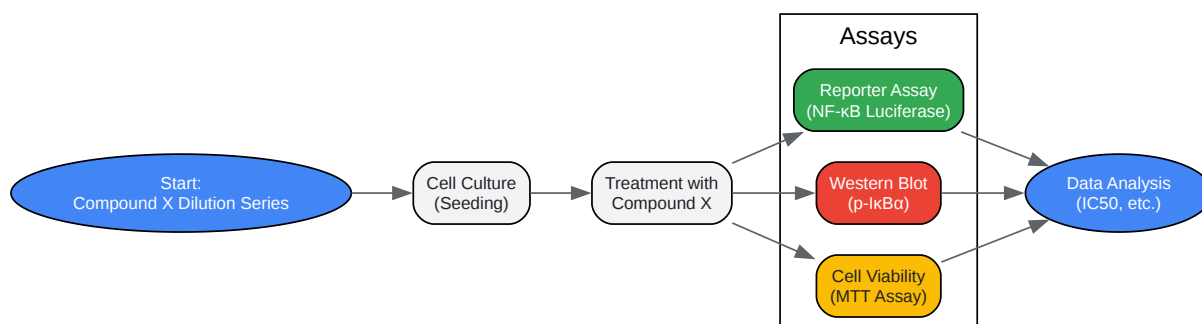 Assays
Reporter Assay
(NF-κB Luciferase)
Start:
Compound X Dilution Series
Cell Culture
(Seeding)
Treatment with
Compound X
Western Blot
(p-IκBα)
Data Analysis
(IC50, etc.)
Cell Viability
(MTT Assay)